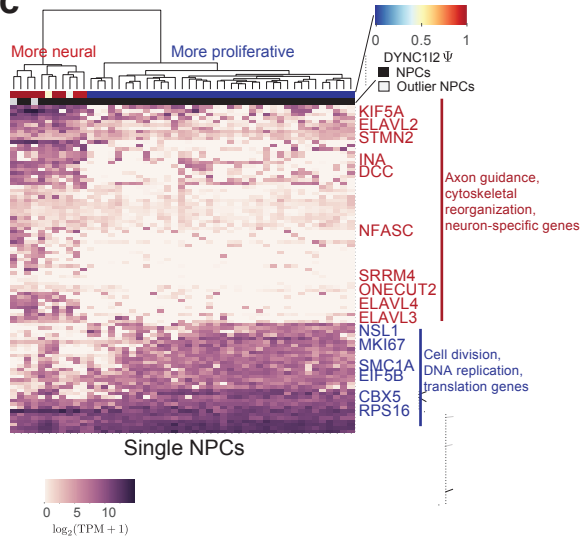 C
0 0.5 1
DYNC1I2 Ψ
NPCs
Outlier NPCs
More neural
More proliferative
KIF5A
ELAVL2
STMN2
INA
DCC
NFASC
SRRM4
ONECUT2
ELAVL4
ELAVL3
Axon guidance,
cytoskeletal
reorganization,
neuron-specific genes
NSL1
MKI67
SMC1A
EIF5B
CBX5
RPS16
Cell division,
DNA replication,
translation genes
Single NPCs
0 5 10
log₂(TPM + 1)